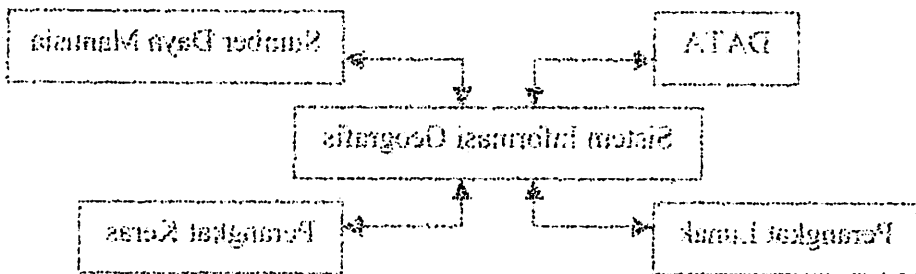 DATA
Sumber Daya Manusia
Sistem Informasi Geografis
Perangkat Lunak
Perangkat Keras